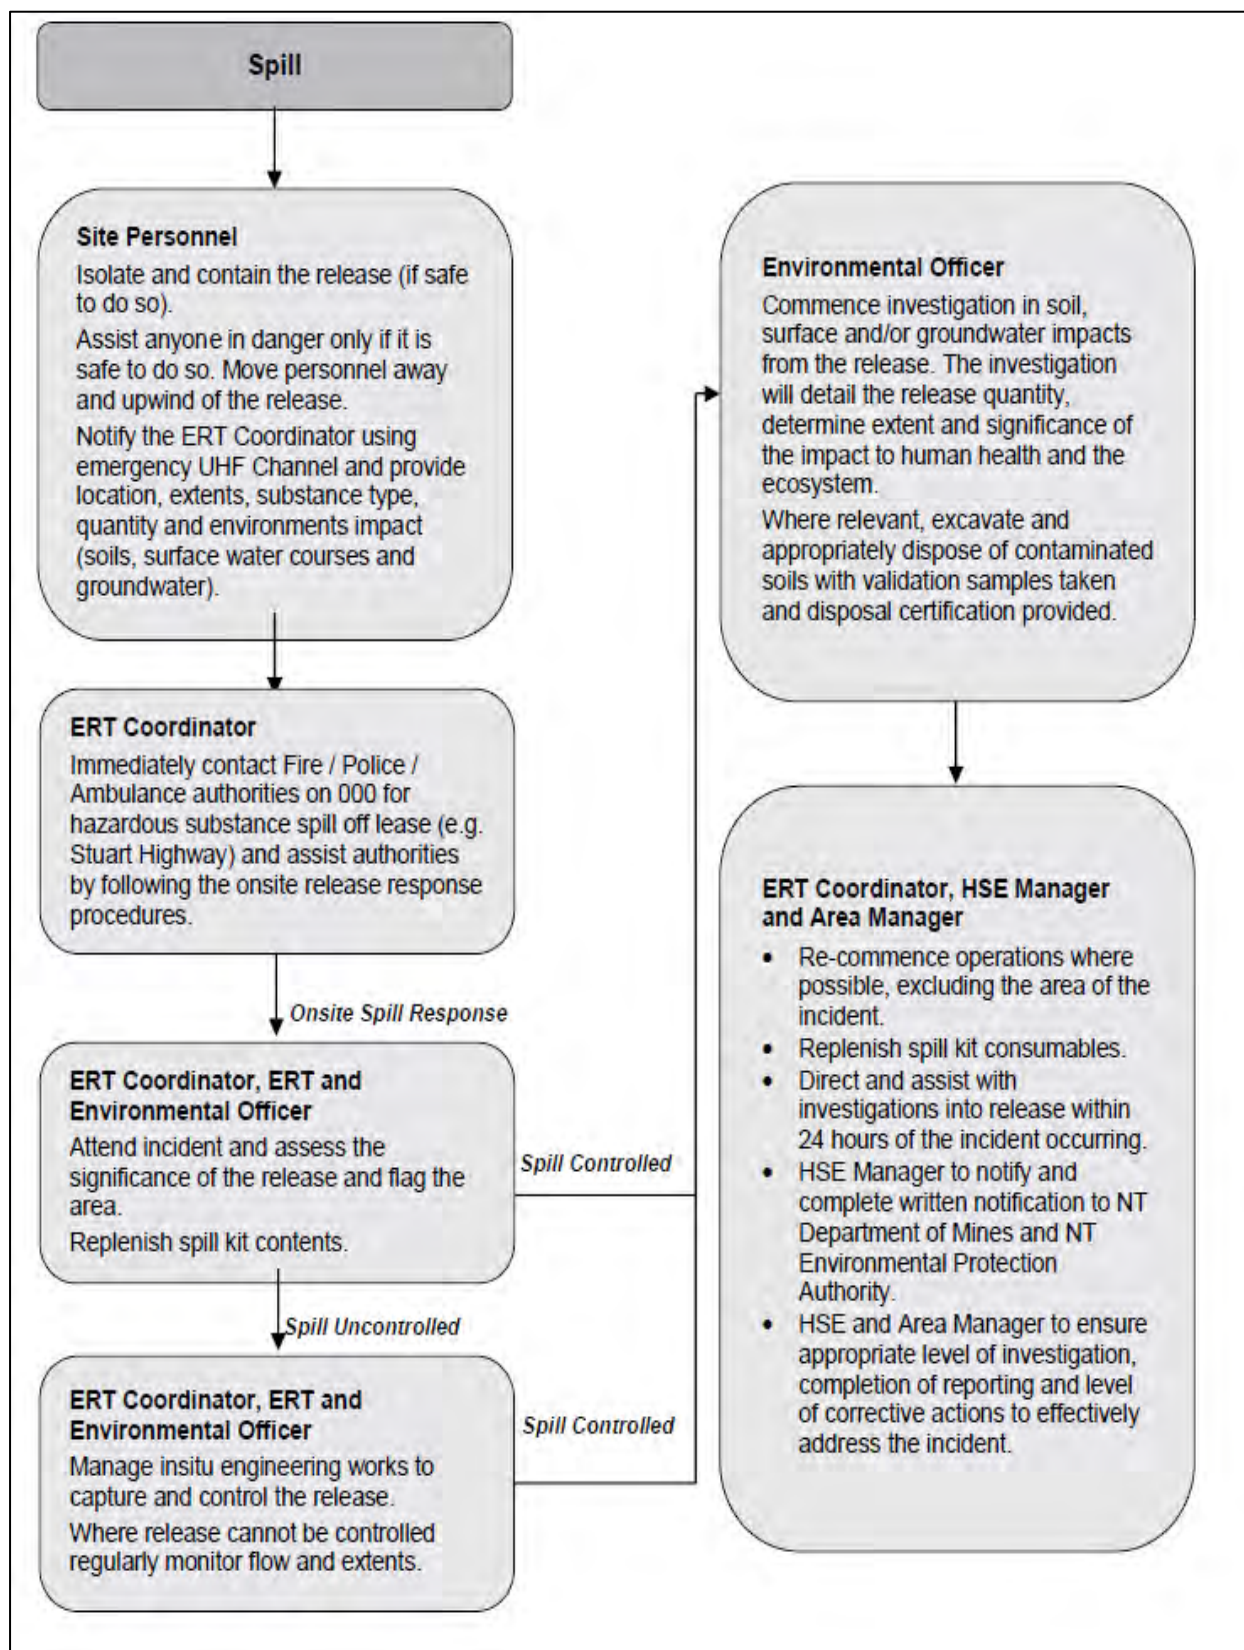 Spill
Site Personnel
Isolate and contain the release (if safe
to do so).
Assist anyone in danger only if it is
safe to do so. Move personnel away
and upwind of the release.
Notify the ERT Coordinator using
emergency UHF Channel and provide
location, extents, substance type,
quantity and environments impact
(soils, surface water courses and
groundwater).
ERT Coordinator
Immediately contact Fire / Police /
Ambulance authorities on 000 for
hazardous substance spill off lease (e.g.
Stuart Highway) and assist authorities
by following the onsite release response
procedures.
Onsite Spill Response
ERT Coordinator, ERT and
Environmental Officer
Attend incident and assess the
significance of the release and flag the
area.
Replenish spill kit contents.
Spill Controlled
Spill Uncontrolled
ERT Coordinator, ERT and
Environmental Officer
Manage insitu engineering works to
capture and control the release.
Where release cannot be controlled
regularly monitor flow and extents.
Spill Controlled
Environmental Officer
Commence investigation in soil,
surface and/or groundwater impacts
from the release. The investigation
will detail the release quantity,
determine extent and significance of
the impact to human health and the
ecosystem.
Where relevant, excavate and
appropriately dispose of contaminated
soils with validation samples taken
and disposal certification provided.
ERT Coordinator, HSE Manager
and Area Manager
• Re-commence operations where
possible, excluding the area of the
incident.
• Replenish spill kit consumables.
• Direct and assist with
investigations into release within
24 hours of the incident occurring.
• HSE Manager to notify and
complete written notification to NT
Department of Mines and NT
Environmental Protection
Authority.
• HSE and Area Manager to ensure
appropriate level of investigation,
completion of reporting and level
of corrective actions to effectively
address the incident.